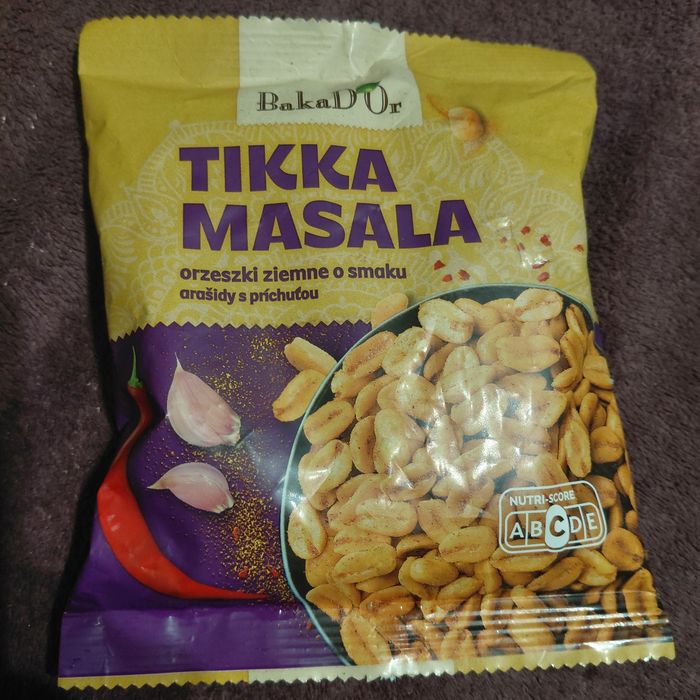 BakaD'Or
TIKKA
MASALA
orzeszki ziemne o smaku
arašidy s príchuťou
NUTRI-SCORE
ABCDE